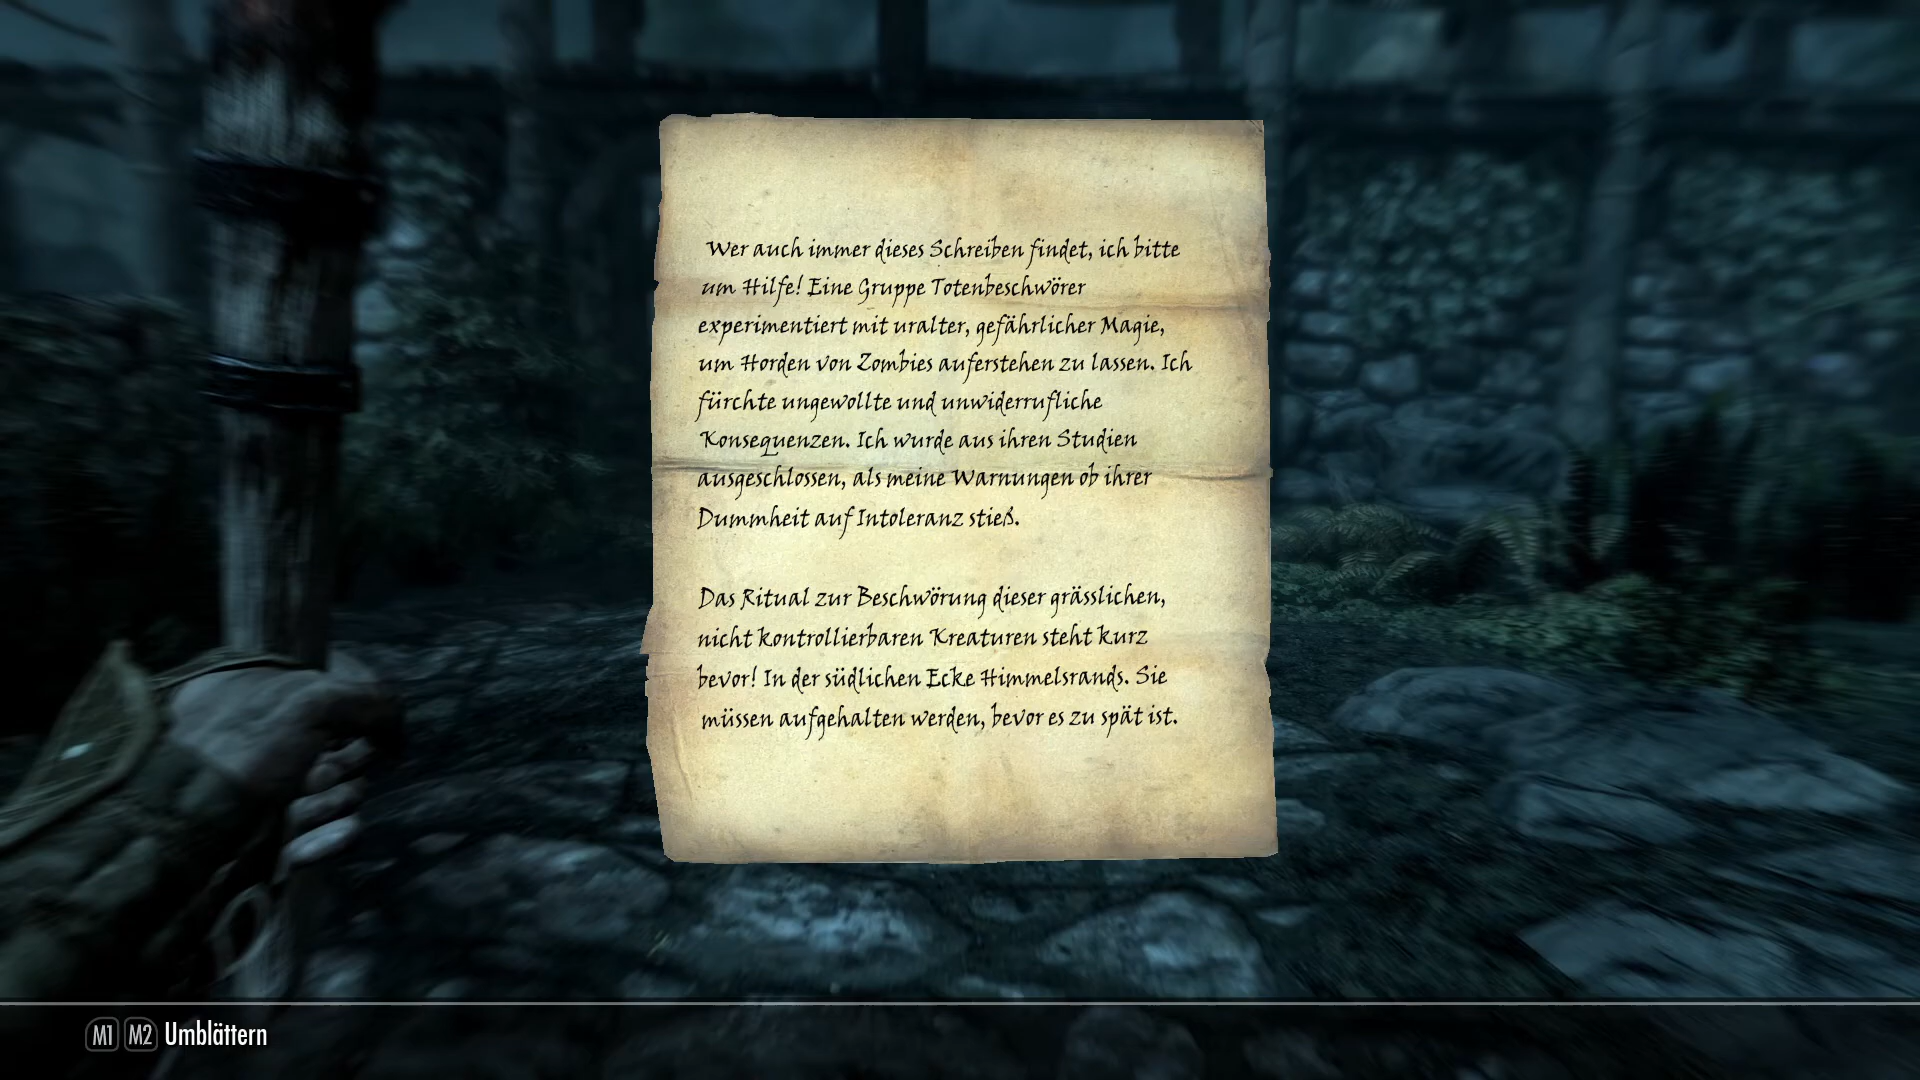 Wer auch immer dieses Schreiben findet, ich bitte
um Hilfe! Eine Gruppe Totenbeschwörer
experimentiert mit uralter, gefährlicher Magie,
um Horden von Zombies auferstehen zu lassen. Ich
fürchte ungewollte und unwiderrufliche
Konsequenzen. Ich wurde aus ihren Studien
ausgeschlossen, als meine Warnungen ob ihrer
Dummheit auf Intoleranz stieß.
Das Ritual zur Beschwörung dieser grässlichen,
nicht kontrollierbaren Kreaturen steht kurz
bevor! In der südlichen Ecke Himmelsrands. Sie
müssen aufgehalten werden, bevor es zu spät ist.
M1 M2 Umblättern